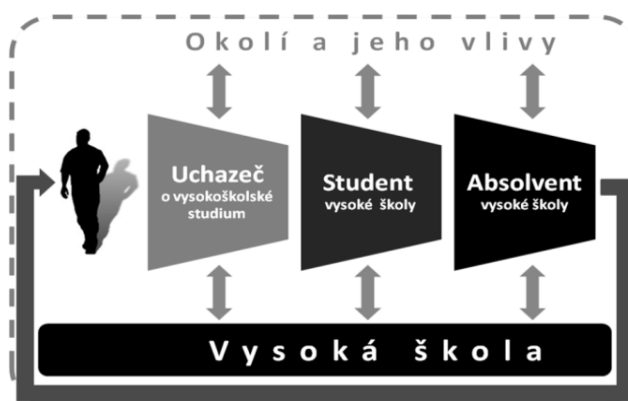 Okolí a jeho vlivy
Uchazeč
o vysokoškolské
studium
Student
vysoké školy
Absolvent
vysoké školy
Vysoká škola